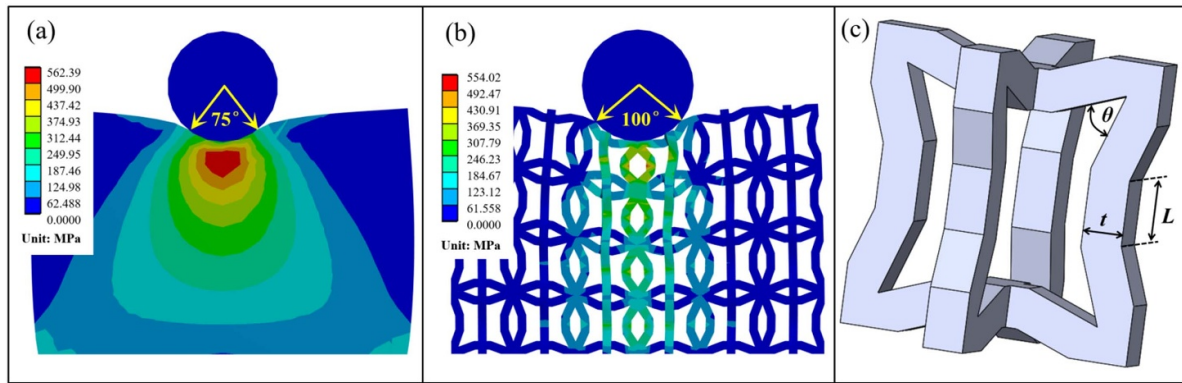 (a)
562.39
499.90
437.42
374.93
312.44
249.95
187.46
124.98
62.488
0.0000
Unit: MPa
75°
(b)
554.02
492.47
430.91
369.35
307.79
246.23
184.67
123.12
61.558
0.0000
Unit: MPa
100°
(c)
θ
t
L